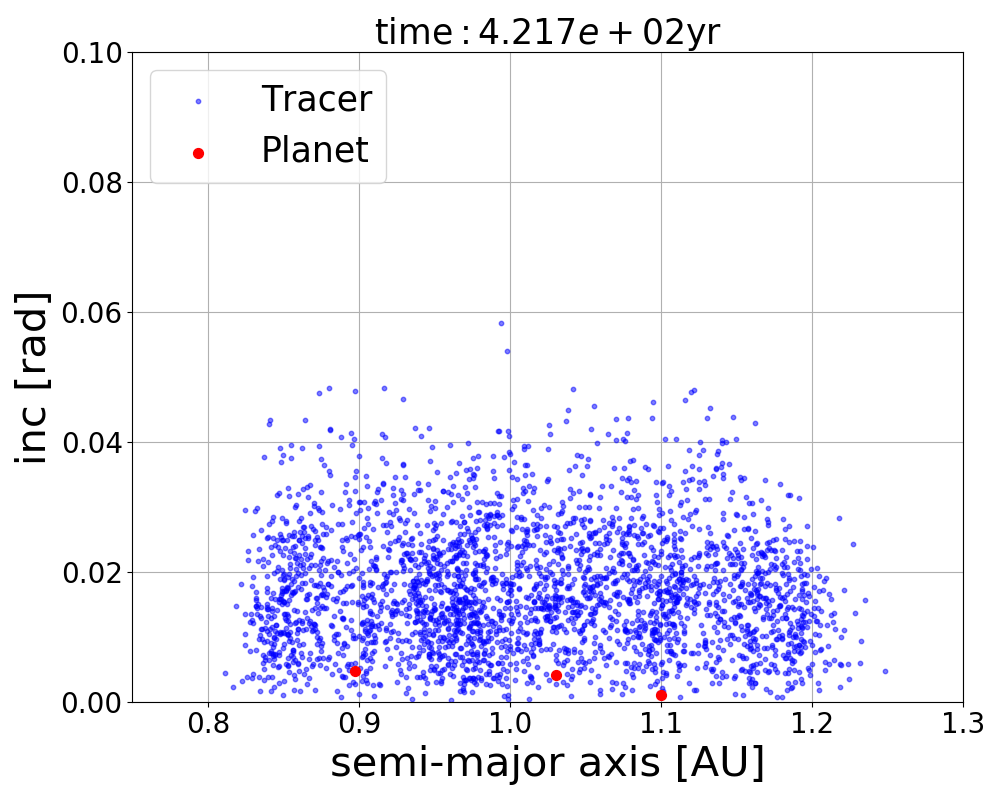 time : 4.217e + 02yr
0.10
0.08
0.06
0.04
0.02
0.00
inc [rad]
Tracer
Planet
0.8 0.9 1.0 1.1 1.2 1.3
semi-major axis [AU]